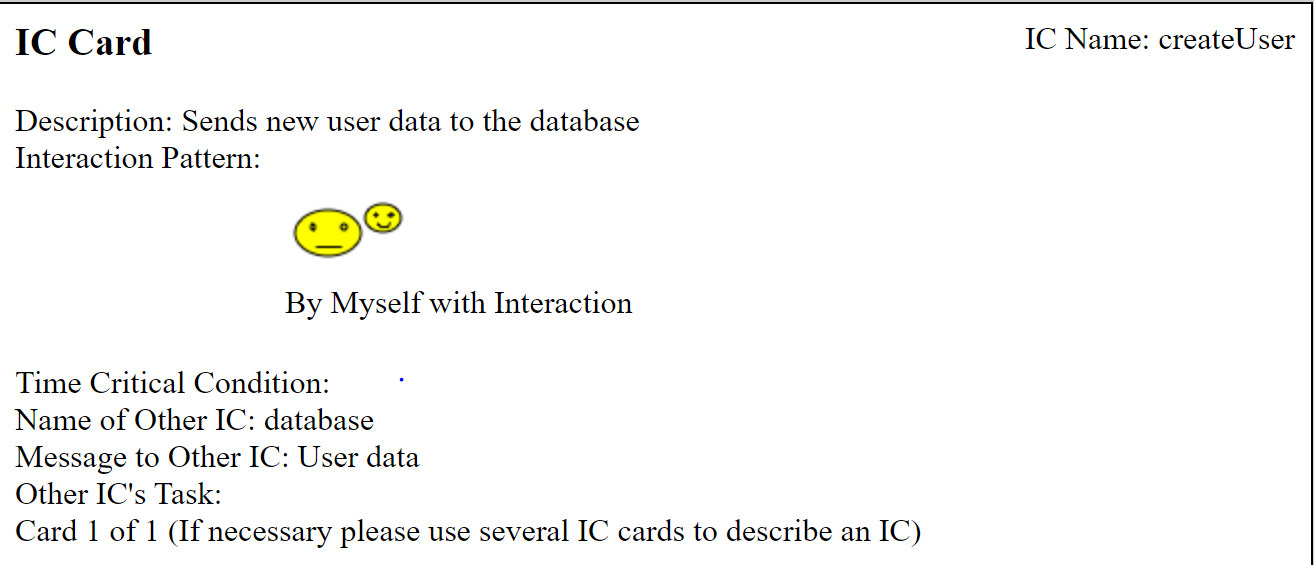 IC Card
IC Name: createUser
Description: Sends new user data to the database
Interaction Pattern:
By Myself with Interaction
Time Critical Condition:
Name of Other IC: database
Message to Other IC: User data
Other IC's Task:
Card 1 of 1 (If necessary please use several IC cards to describe an IC)